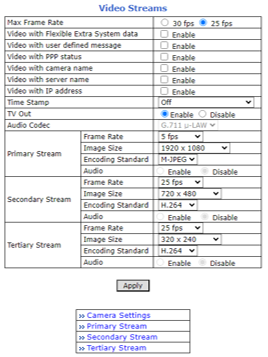 Video Streams
Max Frame Rate 30 fps 25 fps
Video with Flexible Extra System data Enable
Video with user defined message Enable
Video with PPP status Enable
Video with camera name Enable
Video with server name Enable
Video with IP address Enable
Time Stamp Off
TV Out Enable Disable
Audio Codec G.711 µ-LAW
Primary Stream
Frame Rate 5 fps
Image Size 1920 x 1080
Encoding Standard M-JPEG
Audio Enable Disable
Secondary Stream
Frame Rate 25 fps
Image Size 720 x 480
Encoding Standard H.264
Audio Enable Disable
Tertiary Stream
Frame Rate 25 fps
Image Size 320 x 240
Encoding Standard H.264
Audio Enable Disable
Apply
» Camera Settings
» Primary Stream
» Secondary Stream
» Tertiary Stream